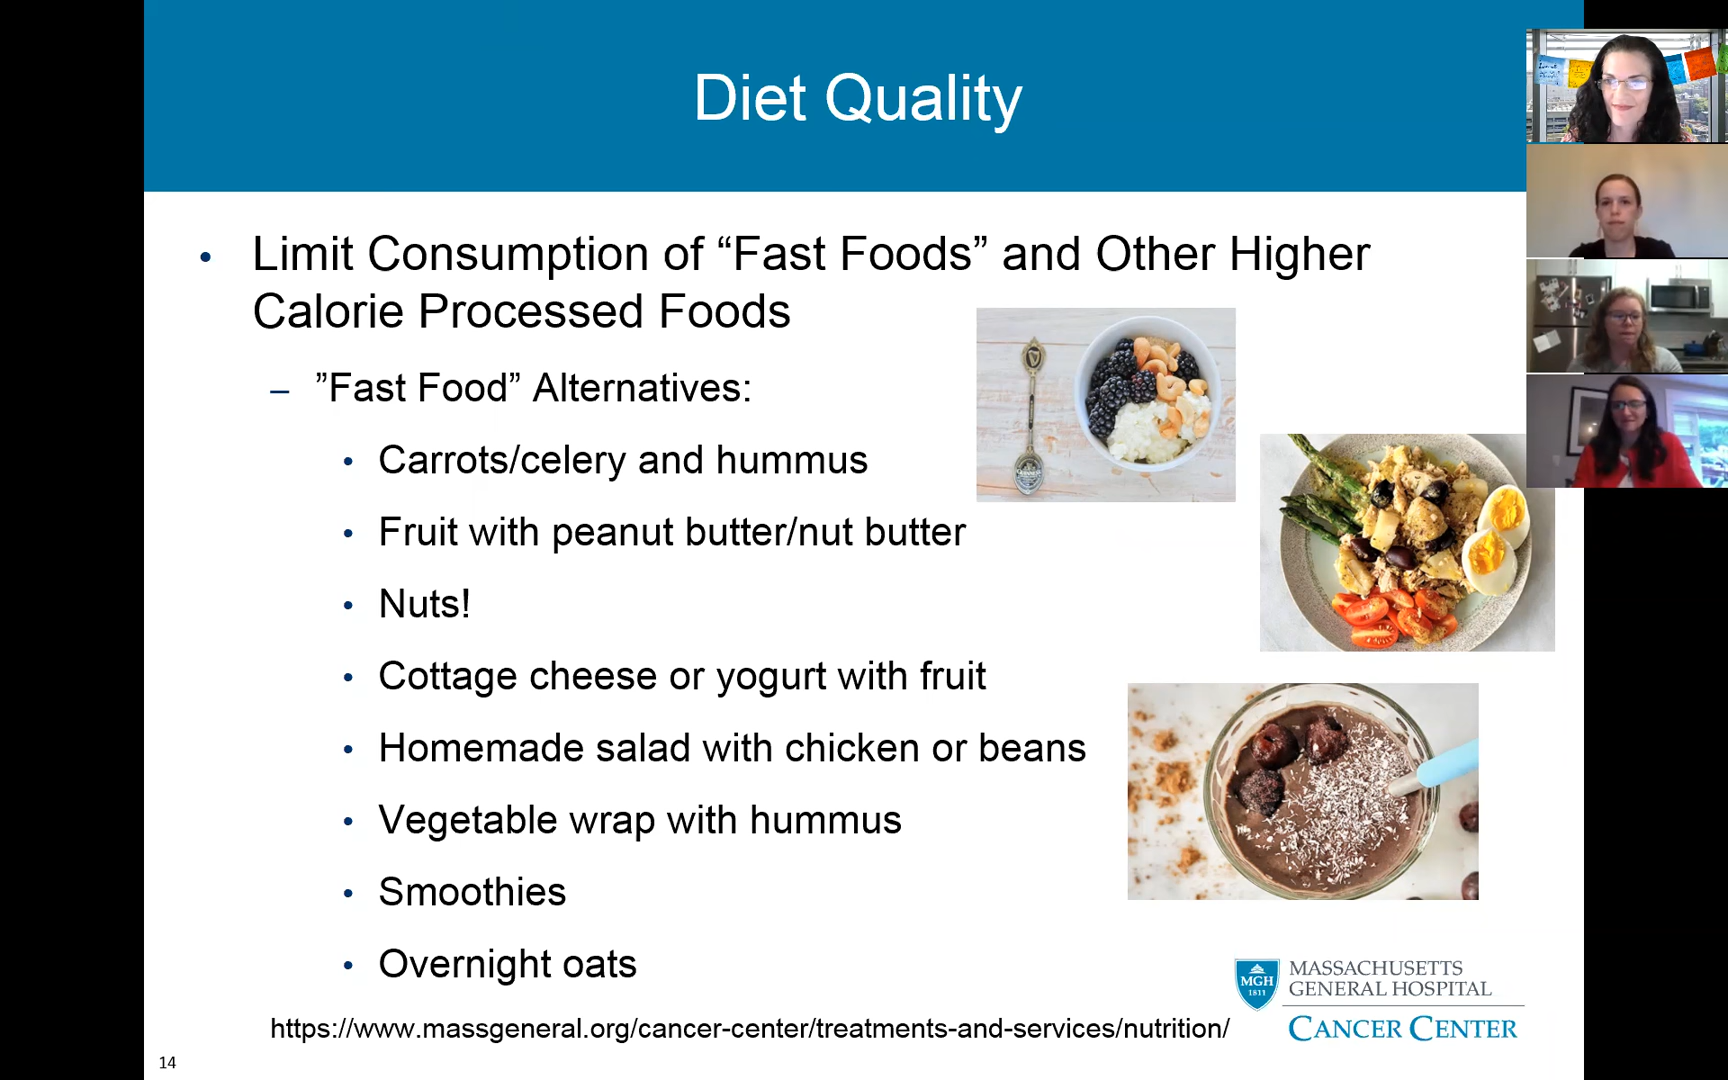 Diet Quality
• Limit Consumption of “Fast Foods” and Other Higher
Calorie Processed Foods
– ”Fast Food” Alternatives:
• Carrots/celery and hummus
• Fruit with peanut butter/nut butter
• Nuts!
• Cottage cheese or yogurt with fruit
• Homemade salad with chicken or beans
• Vegetable wrap with hummus
• Smoothies
• Overnight oats
MGH
1811
MASSACHUSETTS
GENERAL HOSPITAL
CANCER CENTER
https://www.massgeneral.org/cancer-center/treatments-and-services/nutrition/
14